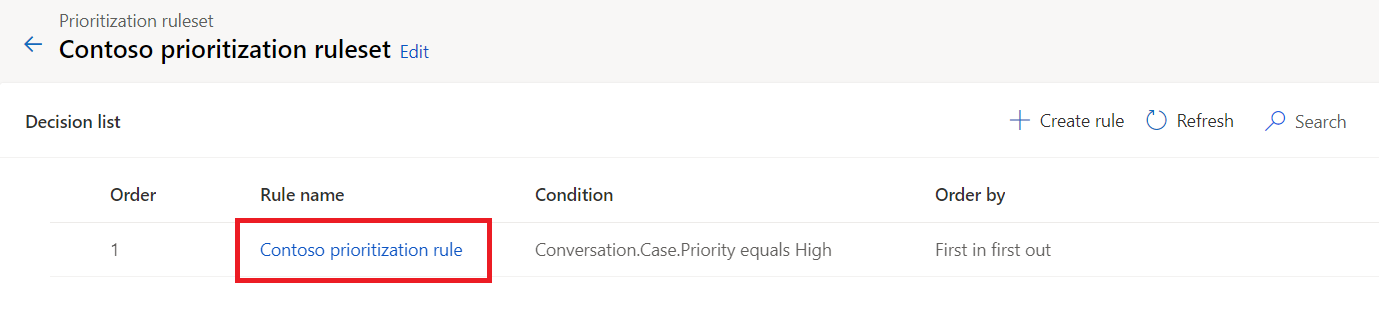 Prioritization ruleset
Contoso prioritization ruleset Edit
Decision list Create rule Refresh Search
Order Rule name Condition Order by
1 Contoso prioritization rule Conversation.Case.Priority equals High First in first out